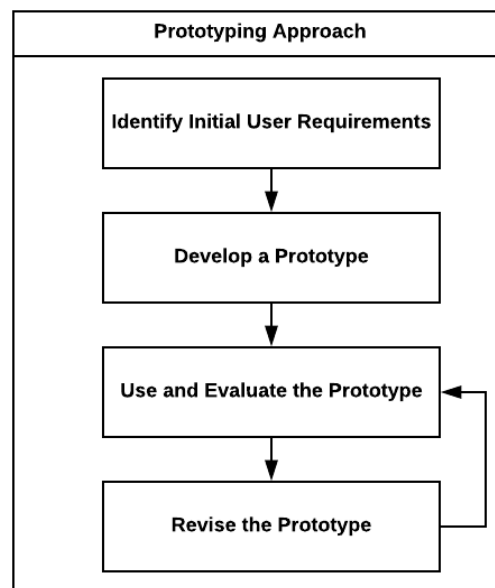 Prototyping Approach
Identify Initial User Requirements
Develop a Prototype
Use and Evaluate the Prototype
Revise the Prototype